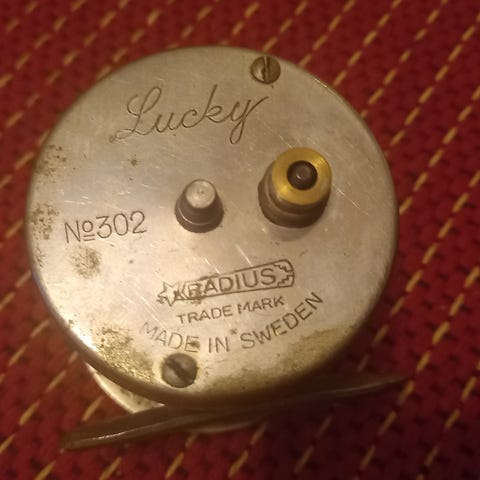 Lucky
№302
RADIUS
TRADE MARK
MADE IN SWEDEN